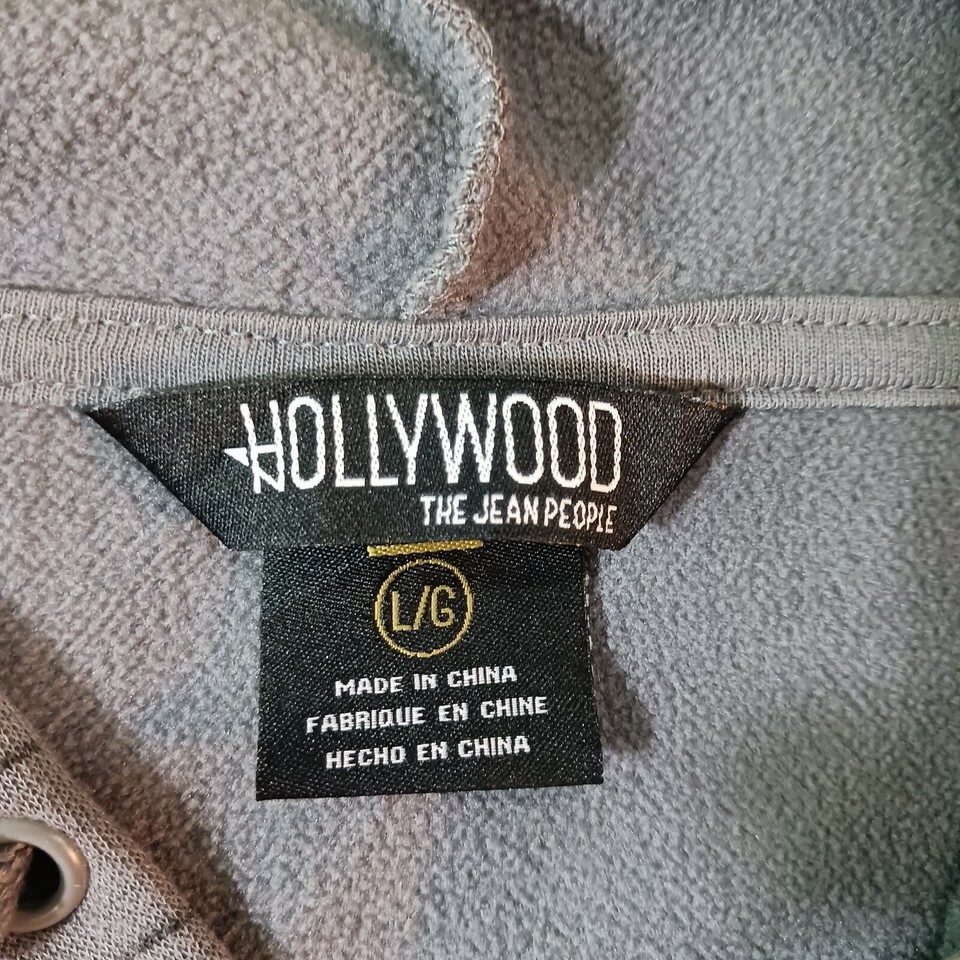 HOLLYWOOD
THE JEAN PEOPLE
L/G
MADE IN CHINA
FABRIQUE EN CHINE
HECHO EN CHINA